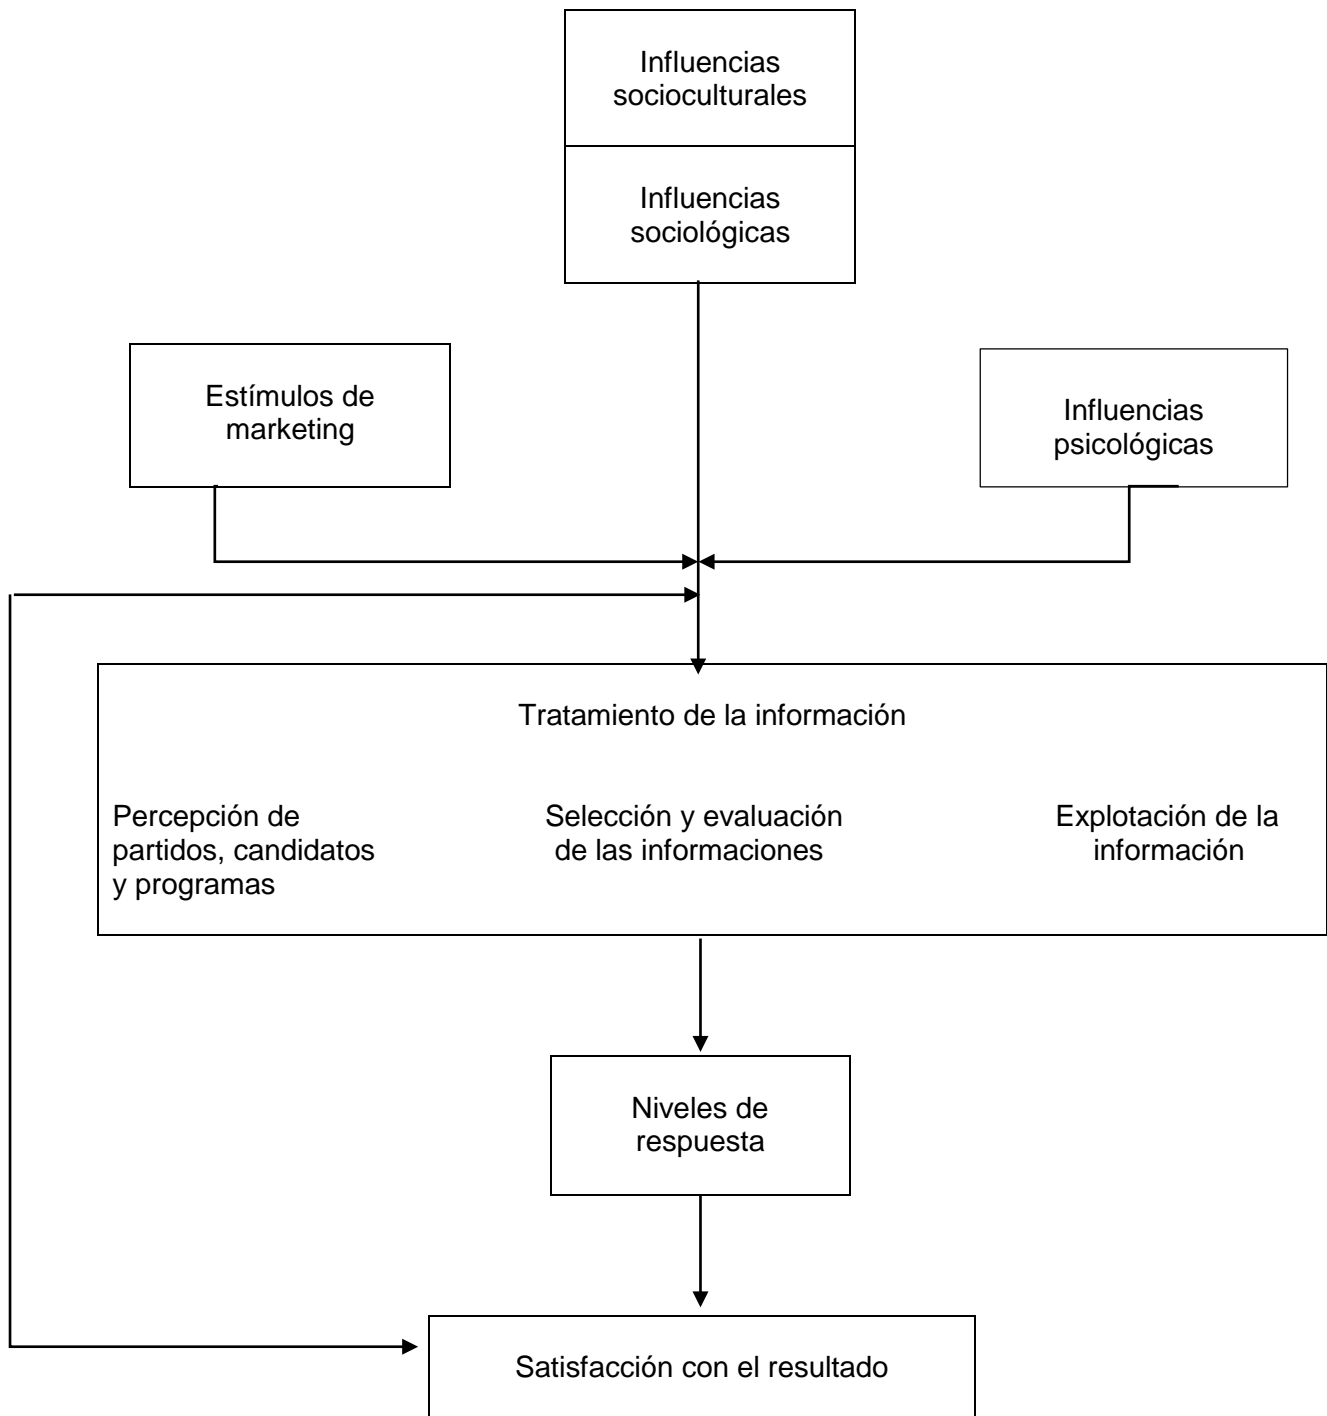 Influencias
socioculturales
Influencias
sociológicas
Estímulos de
marketing
Influencias
psicológicas
Tratamiento de la información
Percepción de
partidos, candidatos
y programas
Selección y evaluación
de las informaciones
Explotación de la
información
Niveles de
respuesta
Satisfacción con el resultado